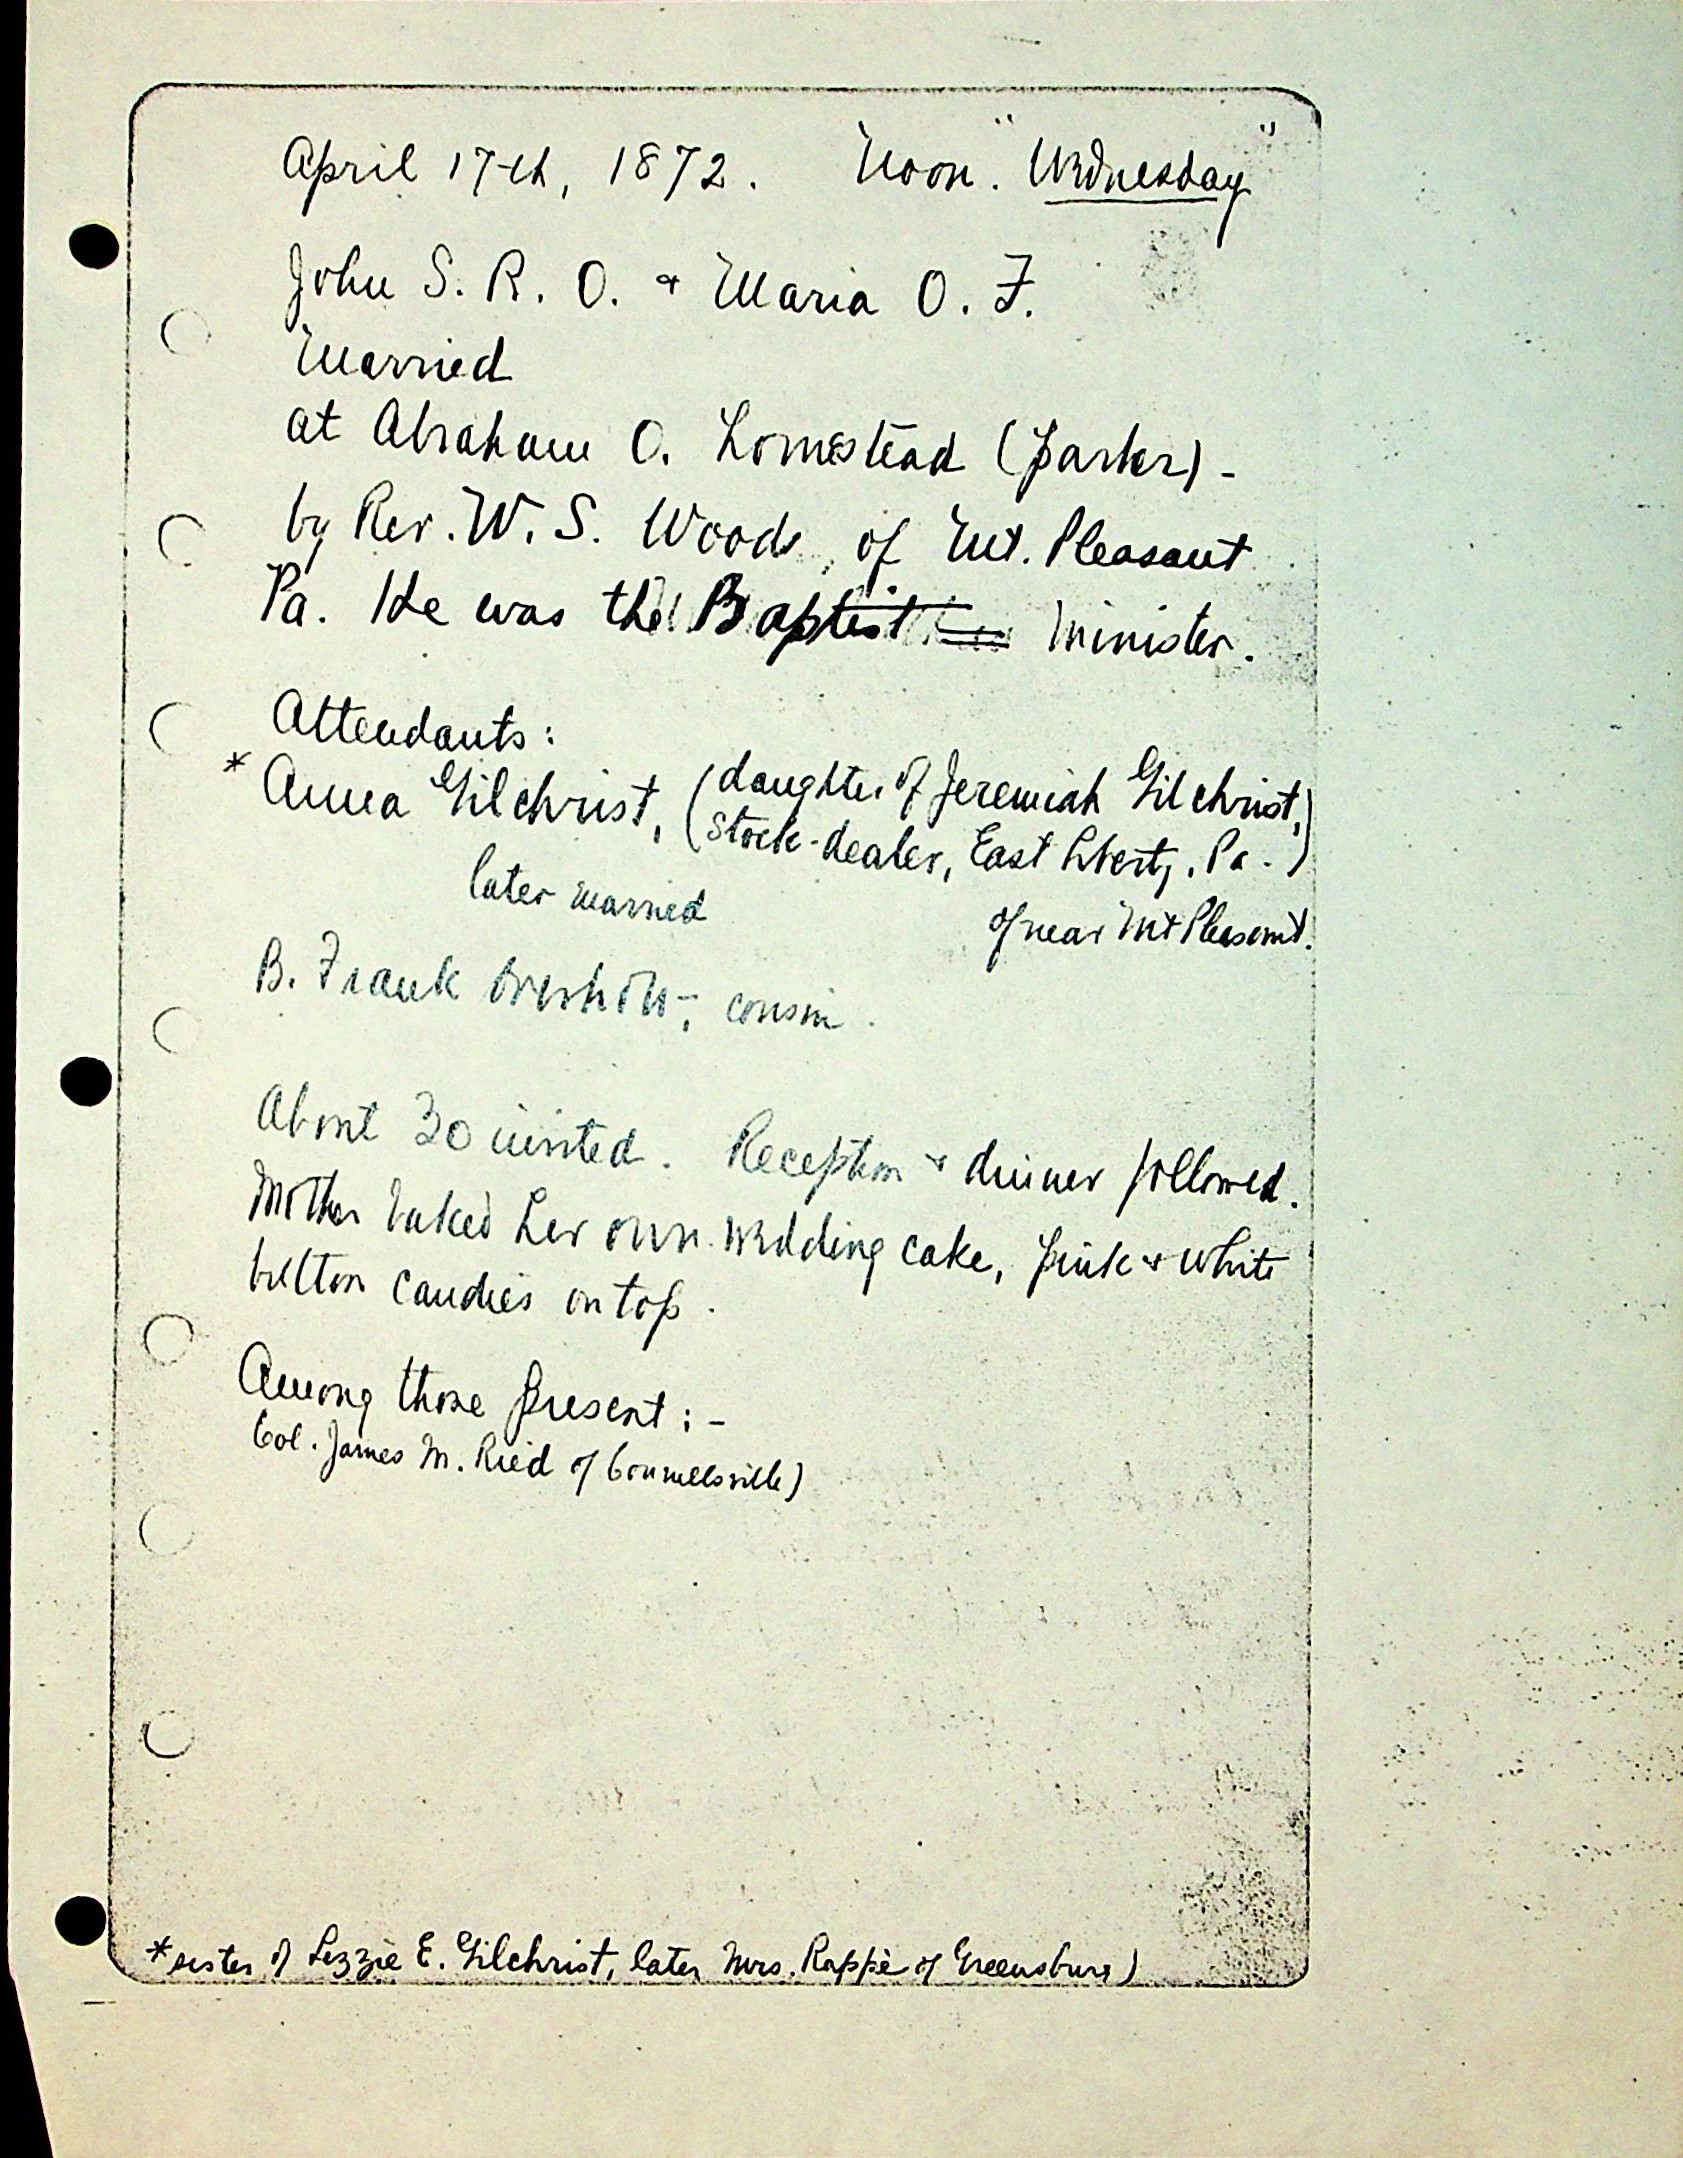 April 17th, 1872. Noon. "Wednesday"
John S. R. O. & Maria O. F.
Married
at Abraham O. homestead (parlor) -
by Rev. W. S. Woods, of Mt. Pleasant
Pa. He was the Baptist minister.
Attendants:
* Anna Gilchrist, (daughter of Jeremiah Gilchrist,
stock-dealer, East Liberty, Pa.)
later married
of near Mt Pleasant.
B. Frank Overholt, cousin.
About 30 invited. Reception & dinner followed.
Mother baked her own wedding cake, pink & white
button candies on top.
Among those present:-
Col. James M. Ried of Connellsville)
* sister of Lizzie E. Gilchrist, later Mrs. Rappè of Greensburg)